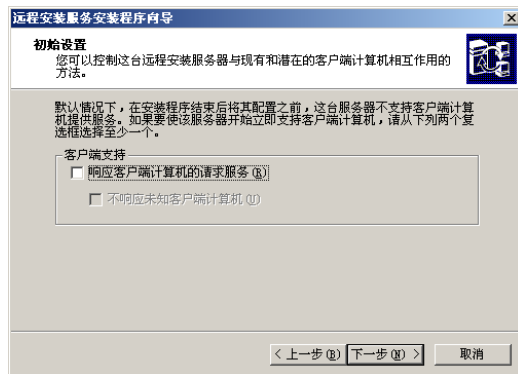 远程安装服务安装程序向导
初始设置
您可以控制这台远程安装服务器与现有和潜在的客户端计算机相互作用的
方法。
默认情况下，在安装程序结束后将其配置之前，这台服务器不支持客户端计算
机提供服务。如果要使该服务器开始立即支持客户端计算机，请从下列两个复
选框选择至少一个。
客户端支持
响应客户端计算机的请求服务(R)
不响应未知客户端计算机(U)
< 上一步(B)
下一步(N) >
取消